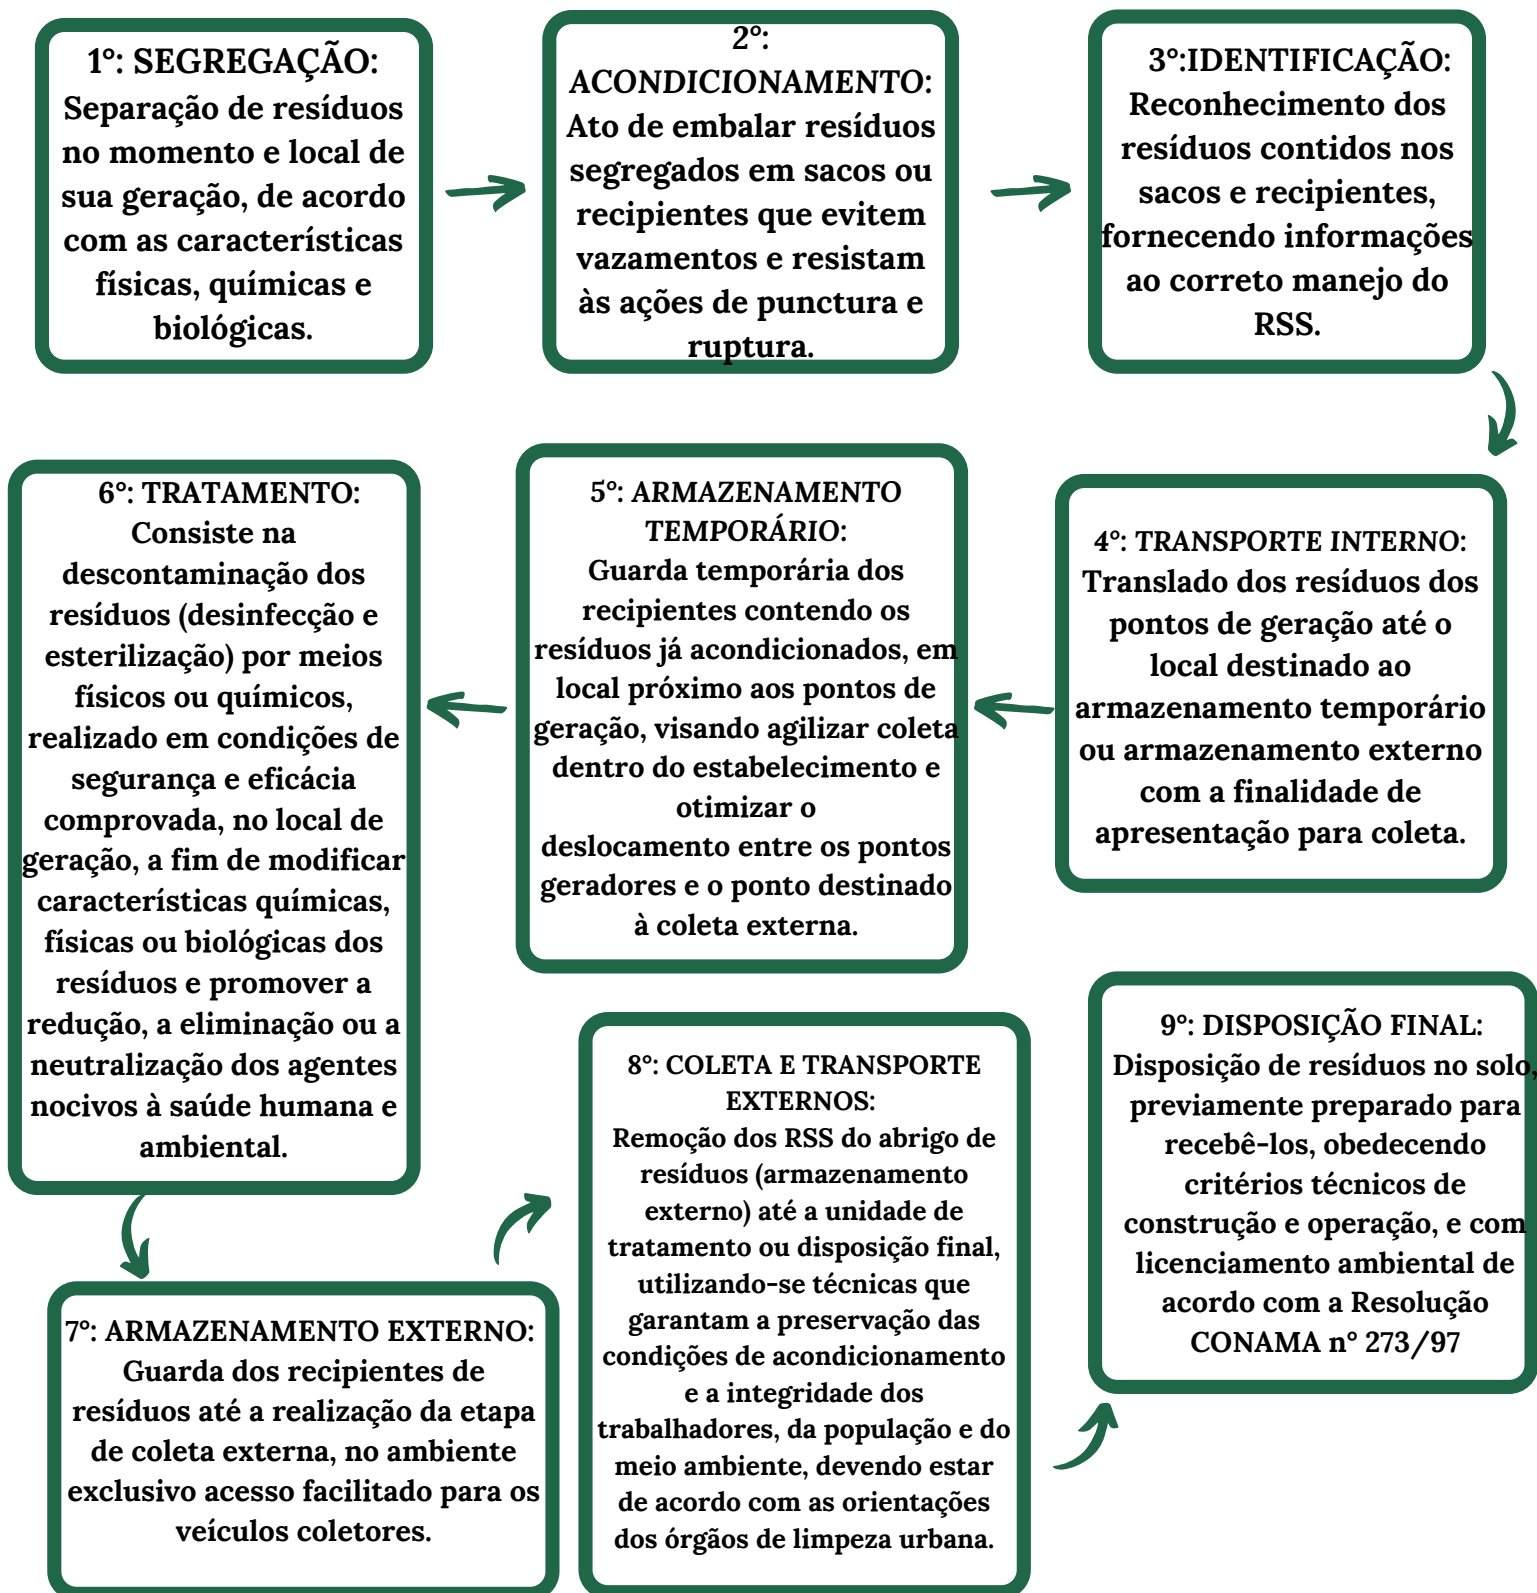 1°: SEGREGAÇÃO:
Separação de resíduos
no momento e local de
sua geração, de acordo
com as características
físicas, químicas e
biológicas.
2°:
ACONDICIONAMENTO:
Ato de embalar resíduos
segregados em sacos ou
recipientes que evitem
vazamentos e resistam
às ações de punctura e
ruptura.
3°:IDENTIFICAÇÃO:
Reconhecimento dos
resíduos contidos nos
sacos e recipientes,
fornecendo informações
ao correto manejo do
RSS.
4°: TRANSPORTE INTERNO:
Translado dos resíduos dos
pontos de geração até o
local destinado ao
armazenamento temporário
ou armazenamento externo
com a finalidade de
apresentação para coleta.
5°: ARMAZENAMENTO
TEMPORÁRIO:
Guarda temporária dos
recipientes contendo os
resíduos já acondicionados, em
local próximo aos pontos de
geração, visando agilizar coleta
dentro do estabelecimento e
otimizar o
deslocamento entre os pontos
geradores e o ponto destinado
à coleta externa.
6°: TRATAMENTO:
Consiste na
descontaminação dos
resíduos (desinfecção e
esterilização) por meios
físicos ou químicos,
realizado em condições de
segurança e eficácia
comprovada, no local de
geração, a fim de modificar
características químicas,
físicas ou biológicas dos
resíduos e promover a
redução, a eliminação ou a
neutralização dos agentes
nocivos à saúde humana e
ambiental.
7°: ARMAZENAMENTO EXTERNO:
Guarda dos recipientes de
resíduos até a realização da etapa
de coleta externa, no ambiente
exclusivo acesso facilitado para os
veículos coletores.
8°: COLETA E TRANSPORTE
EXTERNOS:
Remoção dos RSS do abrigo de
resíduos (armazenamento
externo) até a unidade de
tratamento ou disposição final,
utilizando-se técnicas que
garantam a preservação das
condições de acondicionamento
e a integridade dos
trabalhadores, da população e do
meio ambiente, devendo estar
de acordo com as orientações
dos órgãos de limpeza urbana.
9°: DISPOSIÇÃO FINAL:
Disposição de resíduos no solo,
previamente preparado para
recebê-los, obedecendo
critérios técnicos de
construção e operação, e com
licenciamento ambiental de
acordo com a Resolução
CONAMA n° 273/97